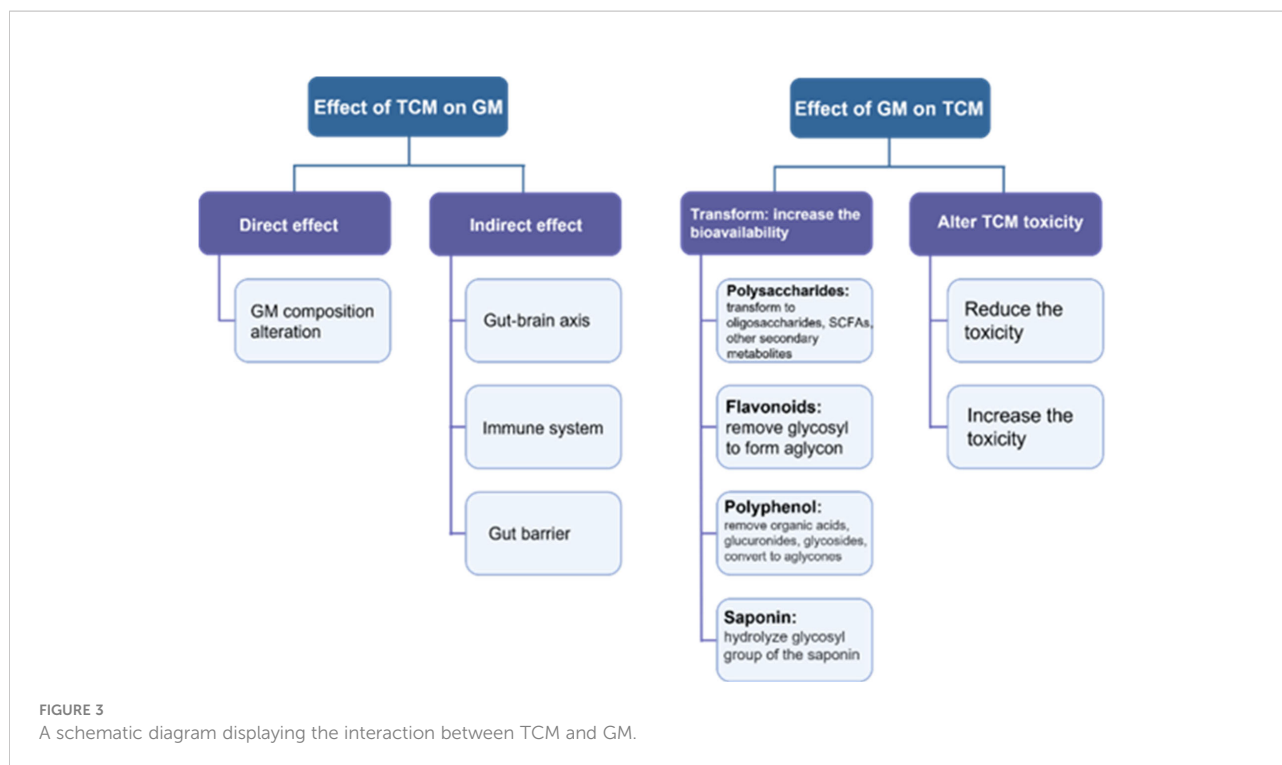 Effect of TCM on GM
Direct effect
GM composition
alteration
Indirect effect
Gut-brain axis
Immune system
Gut barrier
Effect of GM on TCM
Transform: increase the
bioavailability
Polysaccharides:
transform to
oligosaccharides, SCFAs,
other secondary
metabolites
Flavonoids:
remove glycosyl
to form aglycon
Polyphenol:
remove organic acids,
glucuronides, glycosides,
convert to aglycones
Saponin:
hydrolyze glycosyl
group of the saponin
Alter TCM toxicity
Reduce the
toxicity
Increase the
toxicity
FIGURE 3
A schematic diagram displaying the interaction between TCM and GM.